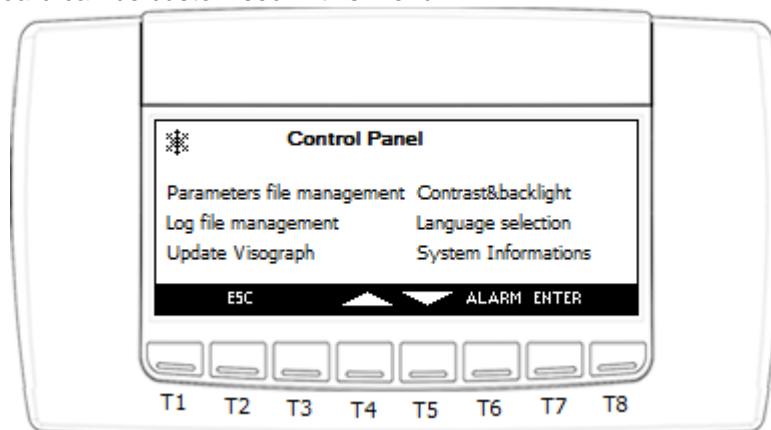 Control Panel
Parameters file management Contrast&backlight
Log file management Language selection
Update Visograph System Informations
ESC ALARM ENTER
T1 T2 T3 T4 T5 T6 T7 T8